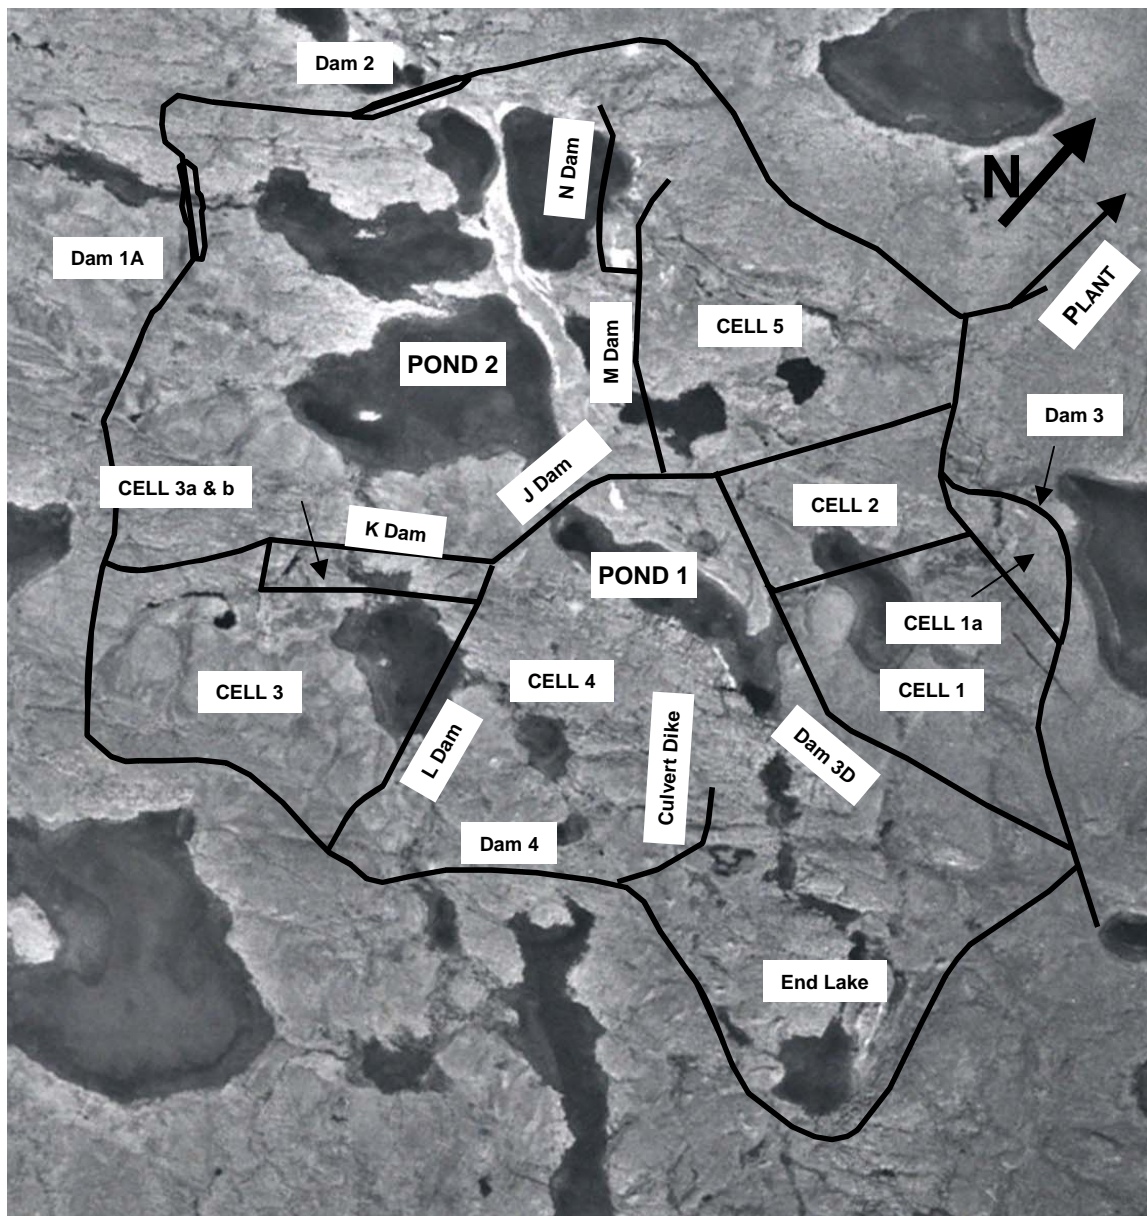 Dam 2
N
N Dam
Dam 1A
PLANT
CELL 5
M Dam
POND 2
Dam 3
J Dam
CELL 3a & b
CELL 2
K Dam
POND 1
CELL 1a
CELL 3
CELL 4
CELL 1
L Dam
Culvert Dike
Dam 3D
Dam 4
End Lake